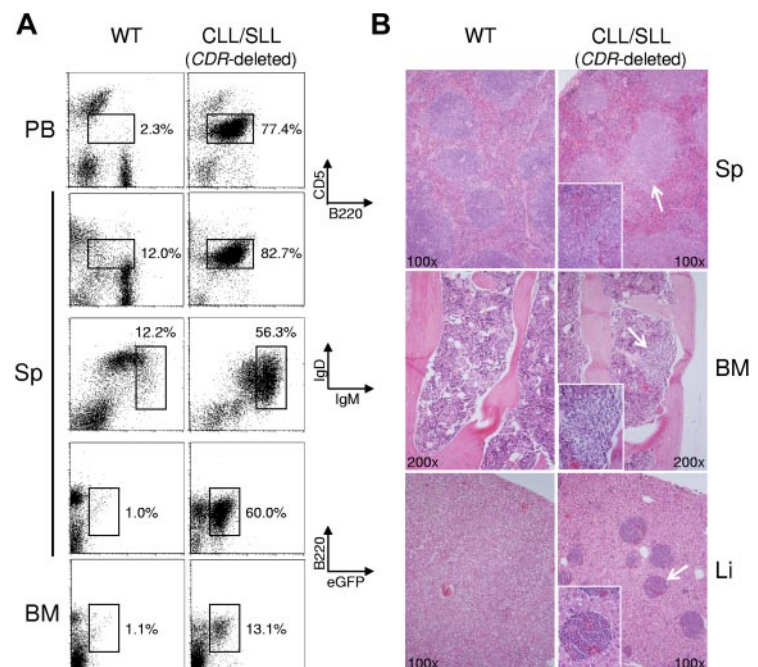 A
WT
CLL/SLL
(CDR-deleted)
PB
2.3%
77.4%
CD5
B220
12.0%
82.7%
Sp
12.2%
56.3%
IgD
IgM
1.0%
60.0%
B220
eGFP
BM
1.1%
13.1%
B
WT
CLL/SLL
(CDR-deleted)
100x
100x
Sp
200x
200x
BM
100x
100x
Li